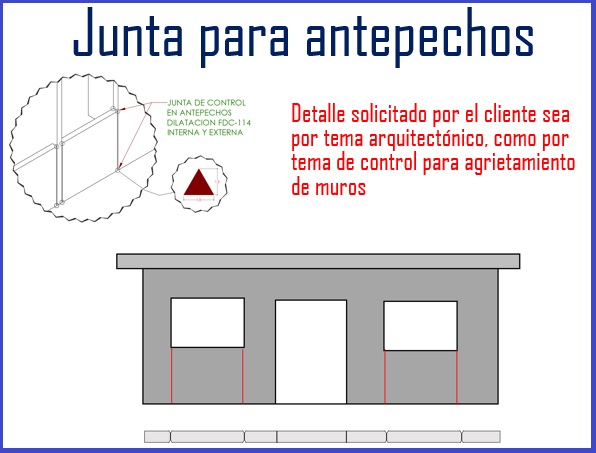 Junta para antepechos
JUNTA DE CONTROL
EN ANTEPECHOS
DILATACION FDC-114
INTERNA Y EXTERNA
Detalle solicitado por el cliente sea
por tema arquitectónico, como por
tema de control para agrietamiento
de muros